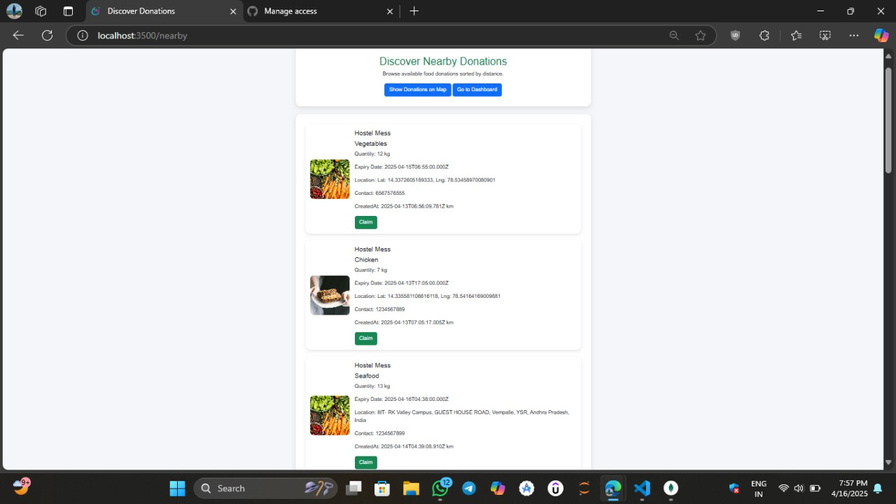 Discover Donations
Manage access
localhost:3500/nearby
Discover Nearby Donations
Browse available food donations sorted by distance.
Show Donations on Map
Go to Dashboard
Hostel Mess
Vegetables
Quantity: 12 kg
Expiry Date: 2025-04-15T06:55:00.000Z
Location: Lat: 14.3372605189333, Lng: 78.53458970080901
Contact: 6567576555
CreatedAt: 2025-04-13T06:56:09.781Z km
Claim
Hostel Mess
Chicken
Quantity: 7 kg
Expiry Date: 2025-04-13T17:05:00.000Z
Location: Lat: 14.335581106618116, Lng: 78.54164169009881
Contact: 1234567889
CreatedAt: 2025-04-13T07:05:17.005Z km
Claim
Hostel Mess
Seafood
Quantity: 13 kg
Expiry Date: 2025-04-16T04:38:00.000Z
Location: IIIT- RK Valley Campus, GUEST HOUSE ROAD, Vempalle, YSR, Andhra Pradesh,
India
Contact: 1234567899
CreatedAt: 2025-04-14T04:39:08.910Z km
Claim
9+
Search
12
ENG
IN
7:57 PM
4/16/2025